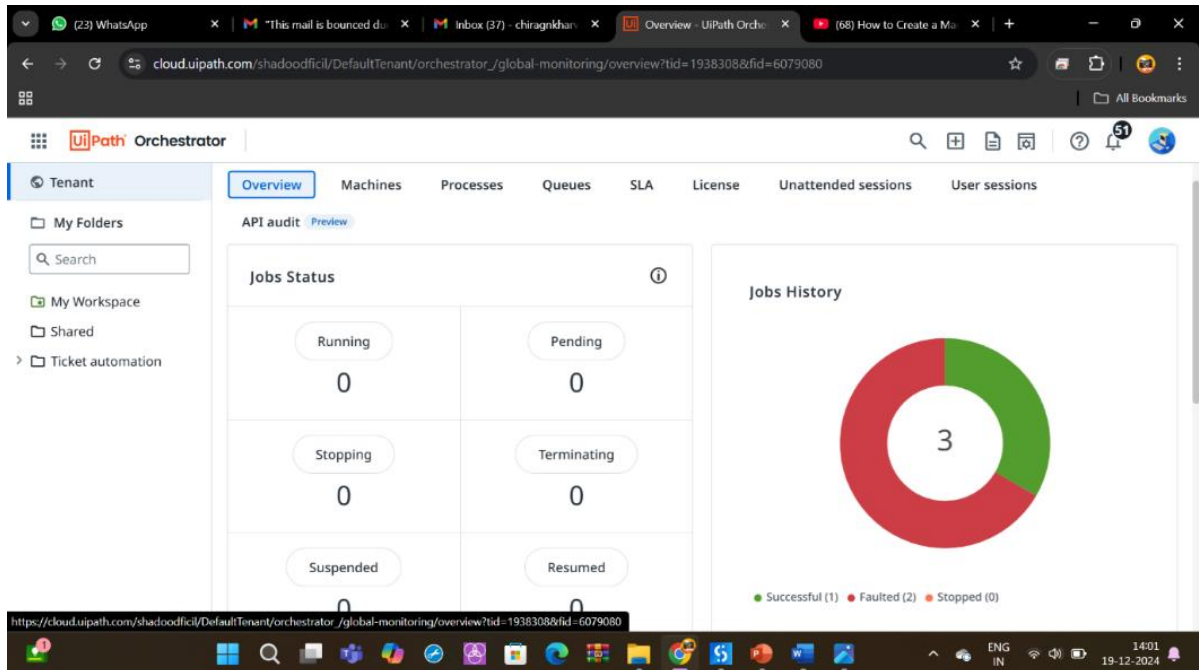 (23) WhatsApp
"This mail is bounced du
Inbox (37) - chiragnkhan
Overview - UiPath Orche
(68) How to Create a Ma
cloud.uipath.com/shadoodficil/DefaultTenant/orchestrator_/global-monitoring/overview?tid=1938308&fid=6079080
All Bookmarks
UiPath Orchestrator
51
Tenant
Overview Machines Processes Queues SLA License Unattended sessions User sessions
My Folders
API audit Preview
Search
My Workspace
Shared
Ticket automation
Jobs Status
Running
0
Pending
0
Stopping
0
Terminating
0
Suspended
0
Resumed
0
Jobs History
3
Successful (1) Faulted (2) Stopped (0)
https://cloud.uipath.com/shadoodficil/DefaultTenant/orchestrator_/global-monitoring/overview?tid=1938308&fid=6079080
ENG
IN
14:01
19-12-2024